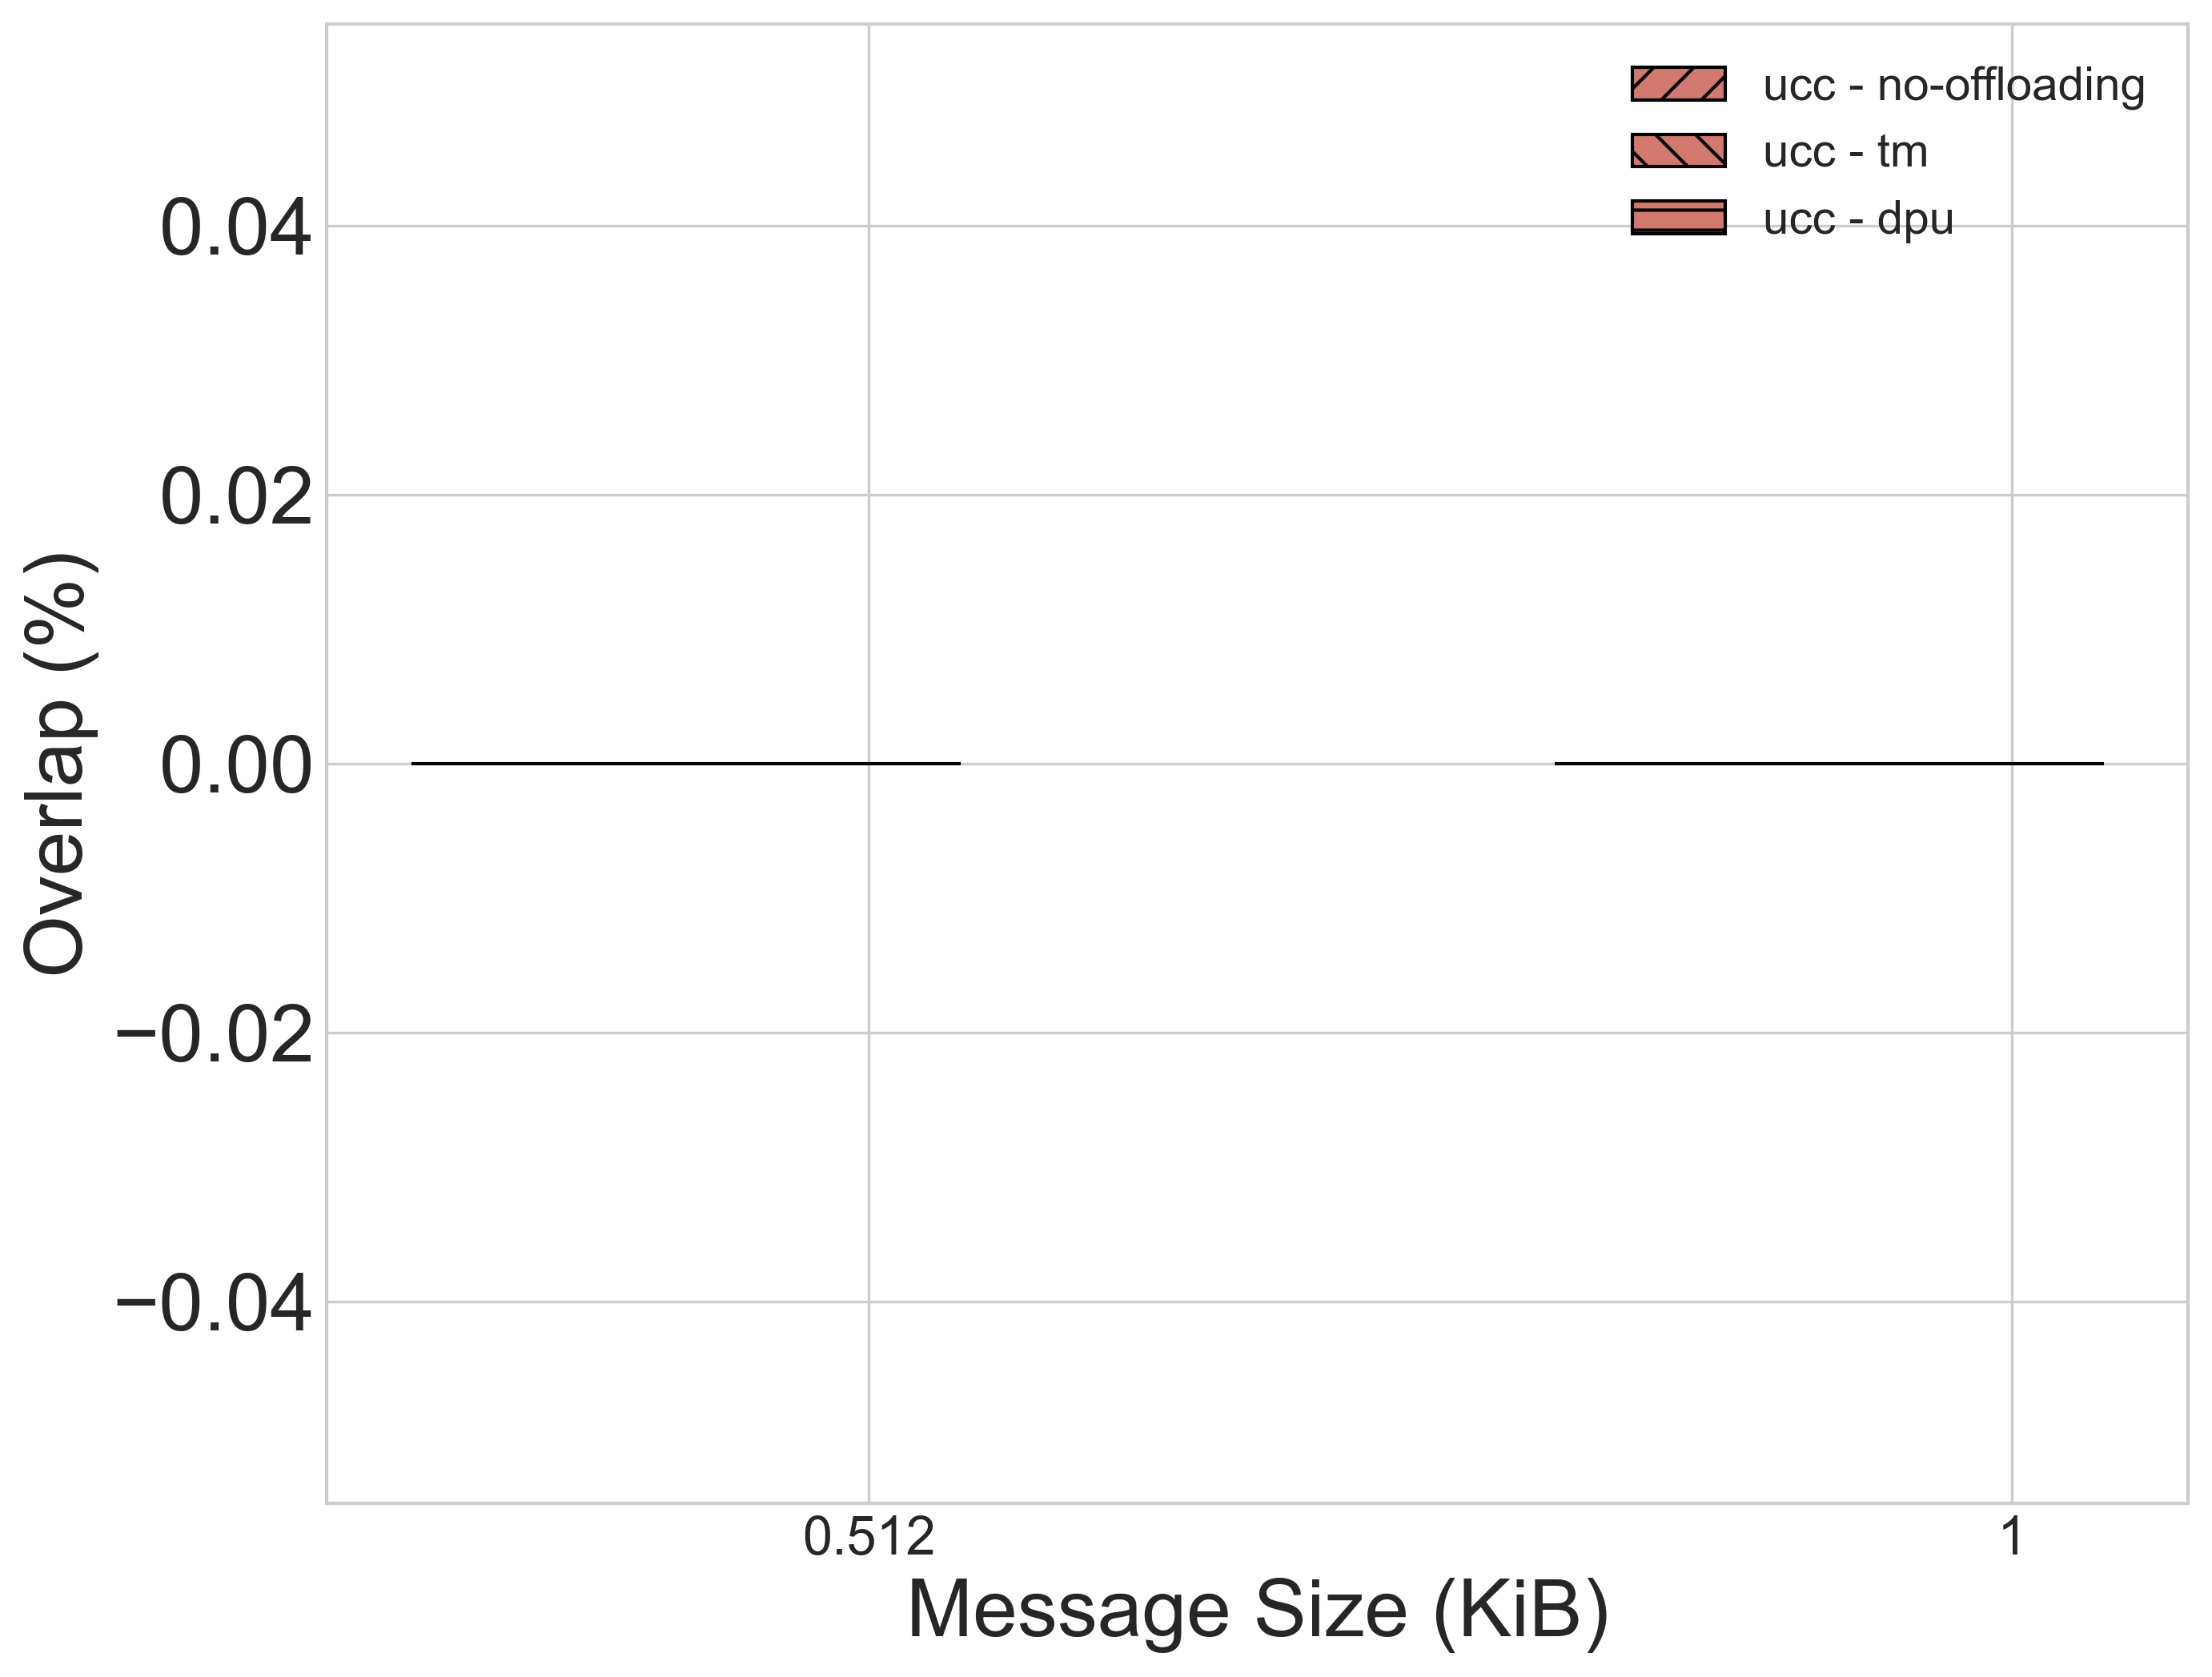 ucc - no-offloading
ucc - tm
ucc - dpu
0.04
0.02
0.00
−0.02
−0.04
Overlap (%)
0.512
1
Message Size (KiB)